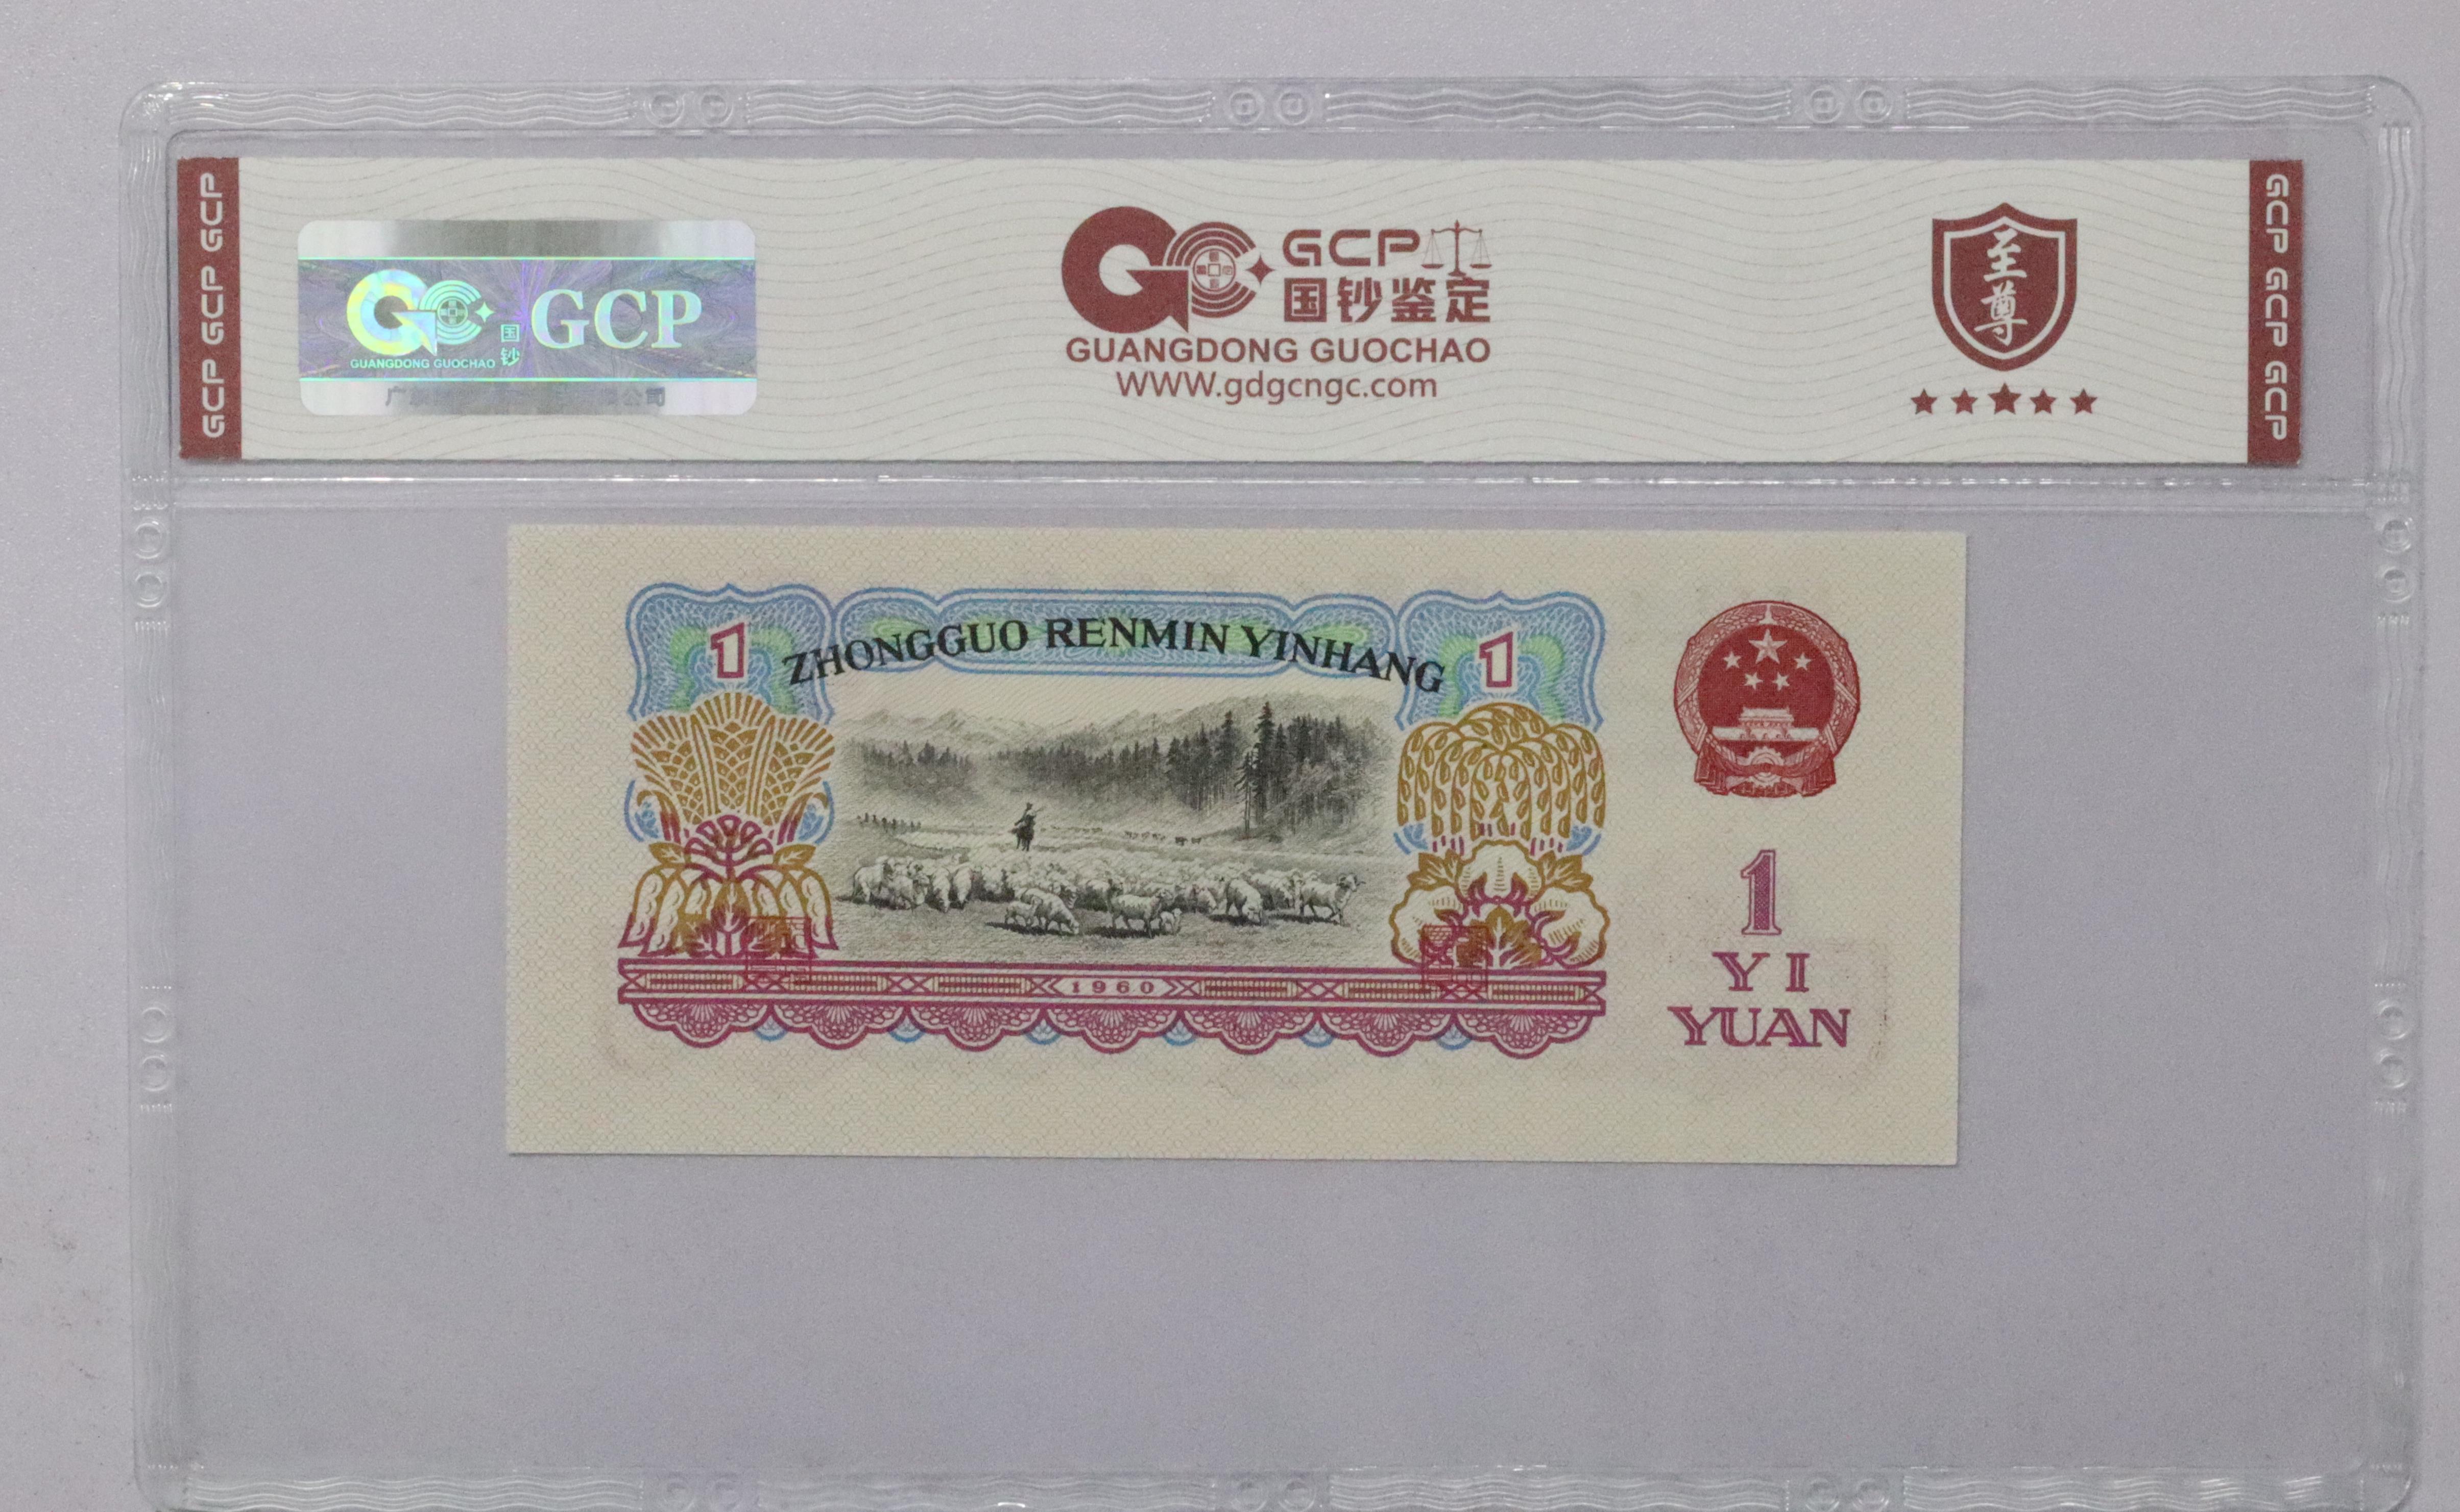 GCP GCP GCP
GCP
国钞
GUANGDONG GUOCHAO
GCP
国钞鉴定
GUANGDONG GUOCHAO
WWW.gdgcngc.com
至尊
GCP GCP GCP
1
ZHONGGUO RENMIN YINHANG
1
1960
1
YI
YUAN